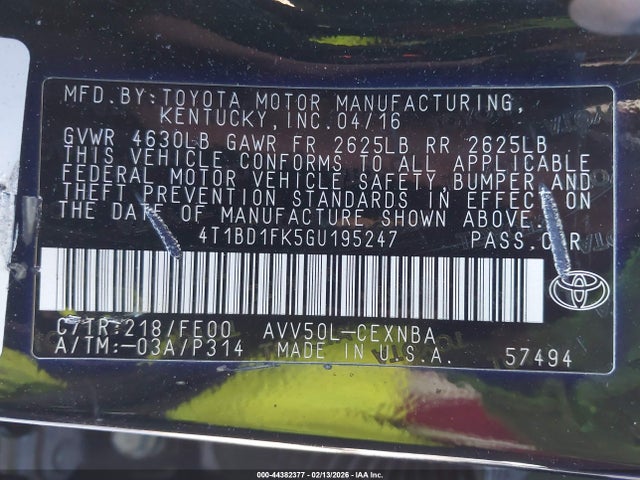 MFD.BY:TOYOTA MOTOR MANUFACTURING,
KENTUCKY,INC.04/16
GVWR 4630LB GAWR FR 2625LB RR 2625LB
THIS VEHICLE CONFORMS TO ALL APPLICABLE
FEDERAL MOTOR VEHICLE SAFETY,BUMPER,AND
THEFT PREVENTION STANDARDS IN EFFECT ON
THE DATE OF MANUFACTURE SHOWN ABOVE.
4T1BD1FK5GU195247 PASS.CAR
C/TR:218/FE00 AVV50L-CEXNBA
A/TM:-03A/P314 MADE IN U.S.A. 57494
000-44382377 - 02/13/2026 - IAA Inc.